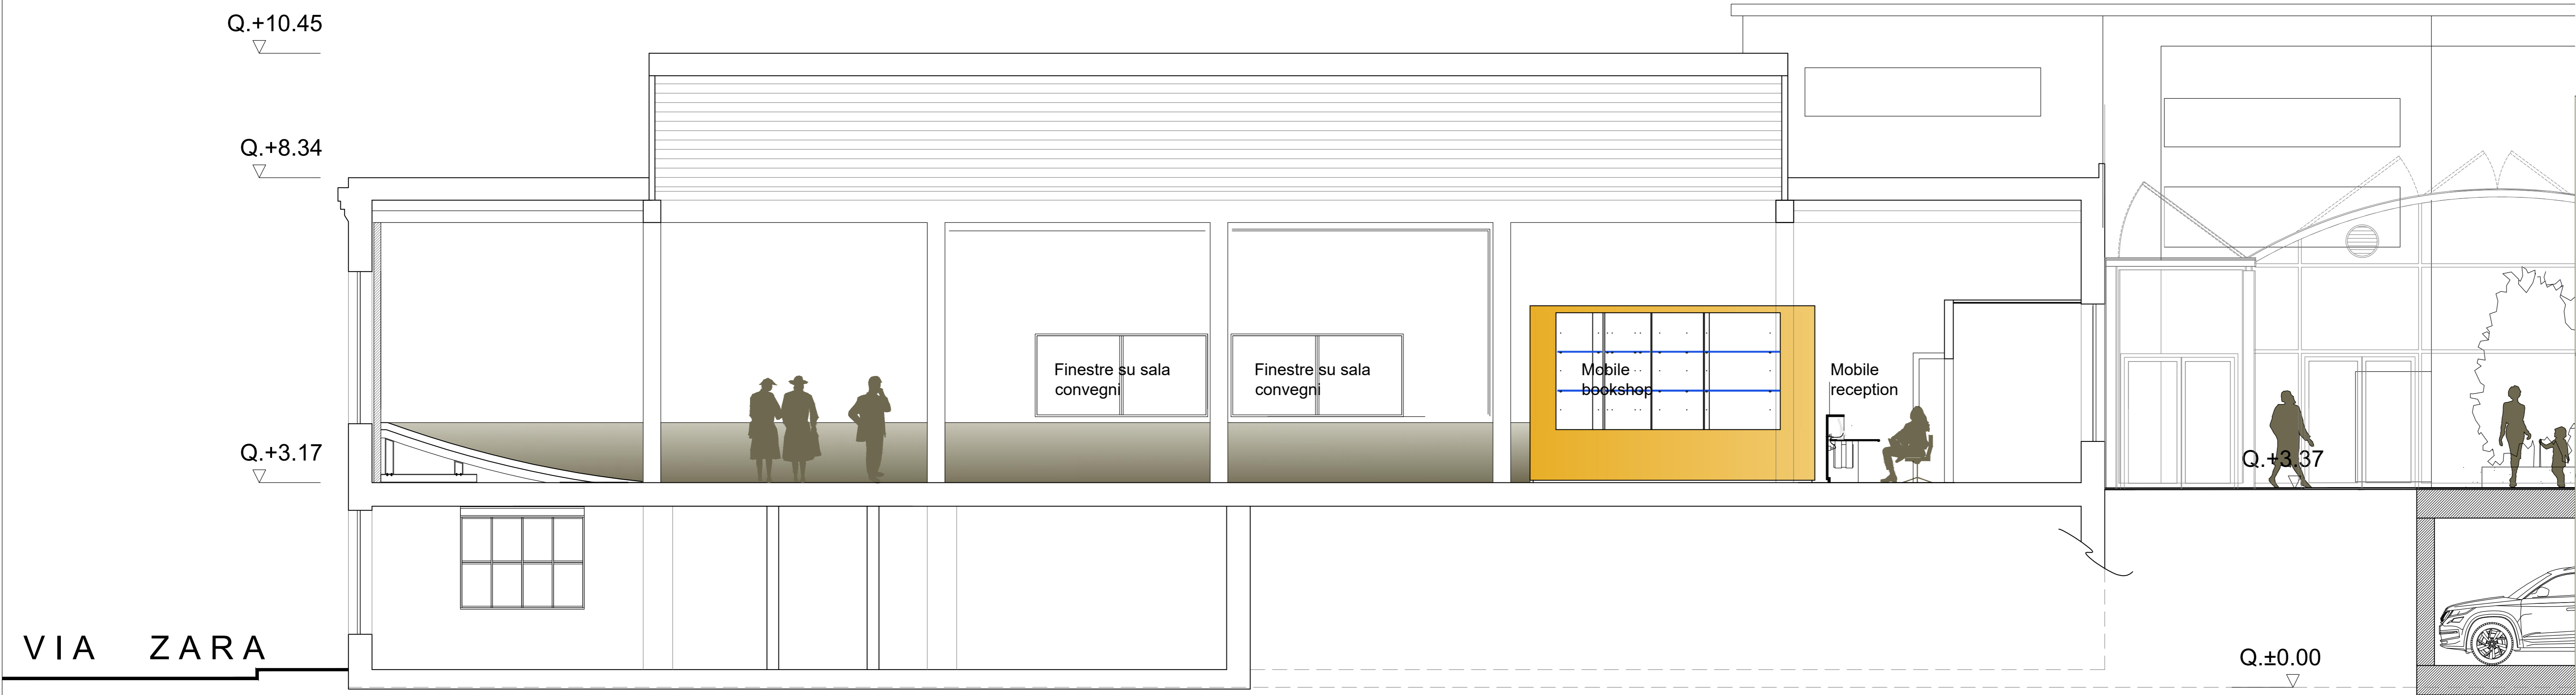 Q.+10.45
Q.+8.34
Finestre su sala
convegni
Finestre su sala
convegni
Mobile
bookshop
Mobile
reception
Q.+3.17
Q.+3.37
VIA ZARA
Q.±0.00